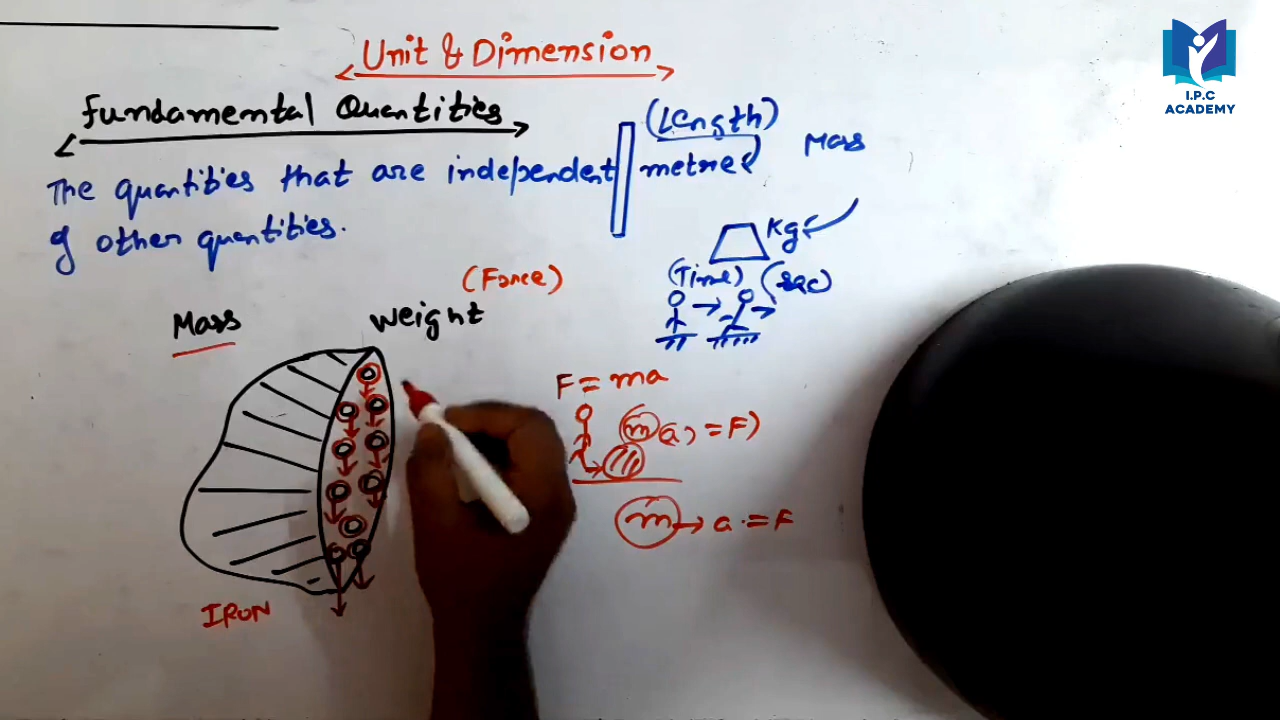 Unit & Dimension
I.P.C
ACADEMY
Fundamental Quantities
(Length)
Mass
The quantities that are independent
metre
of other quantities.
Kg
(Time) (sec)
(Force)
Mass
Weight
F = ma
m a = F)
m → a = F
IRON